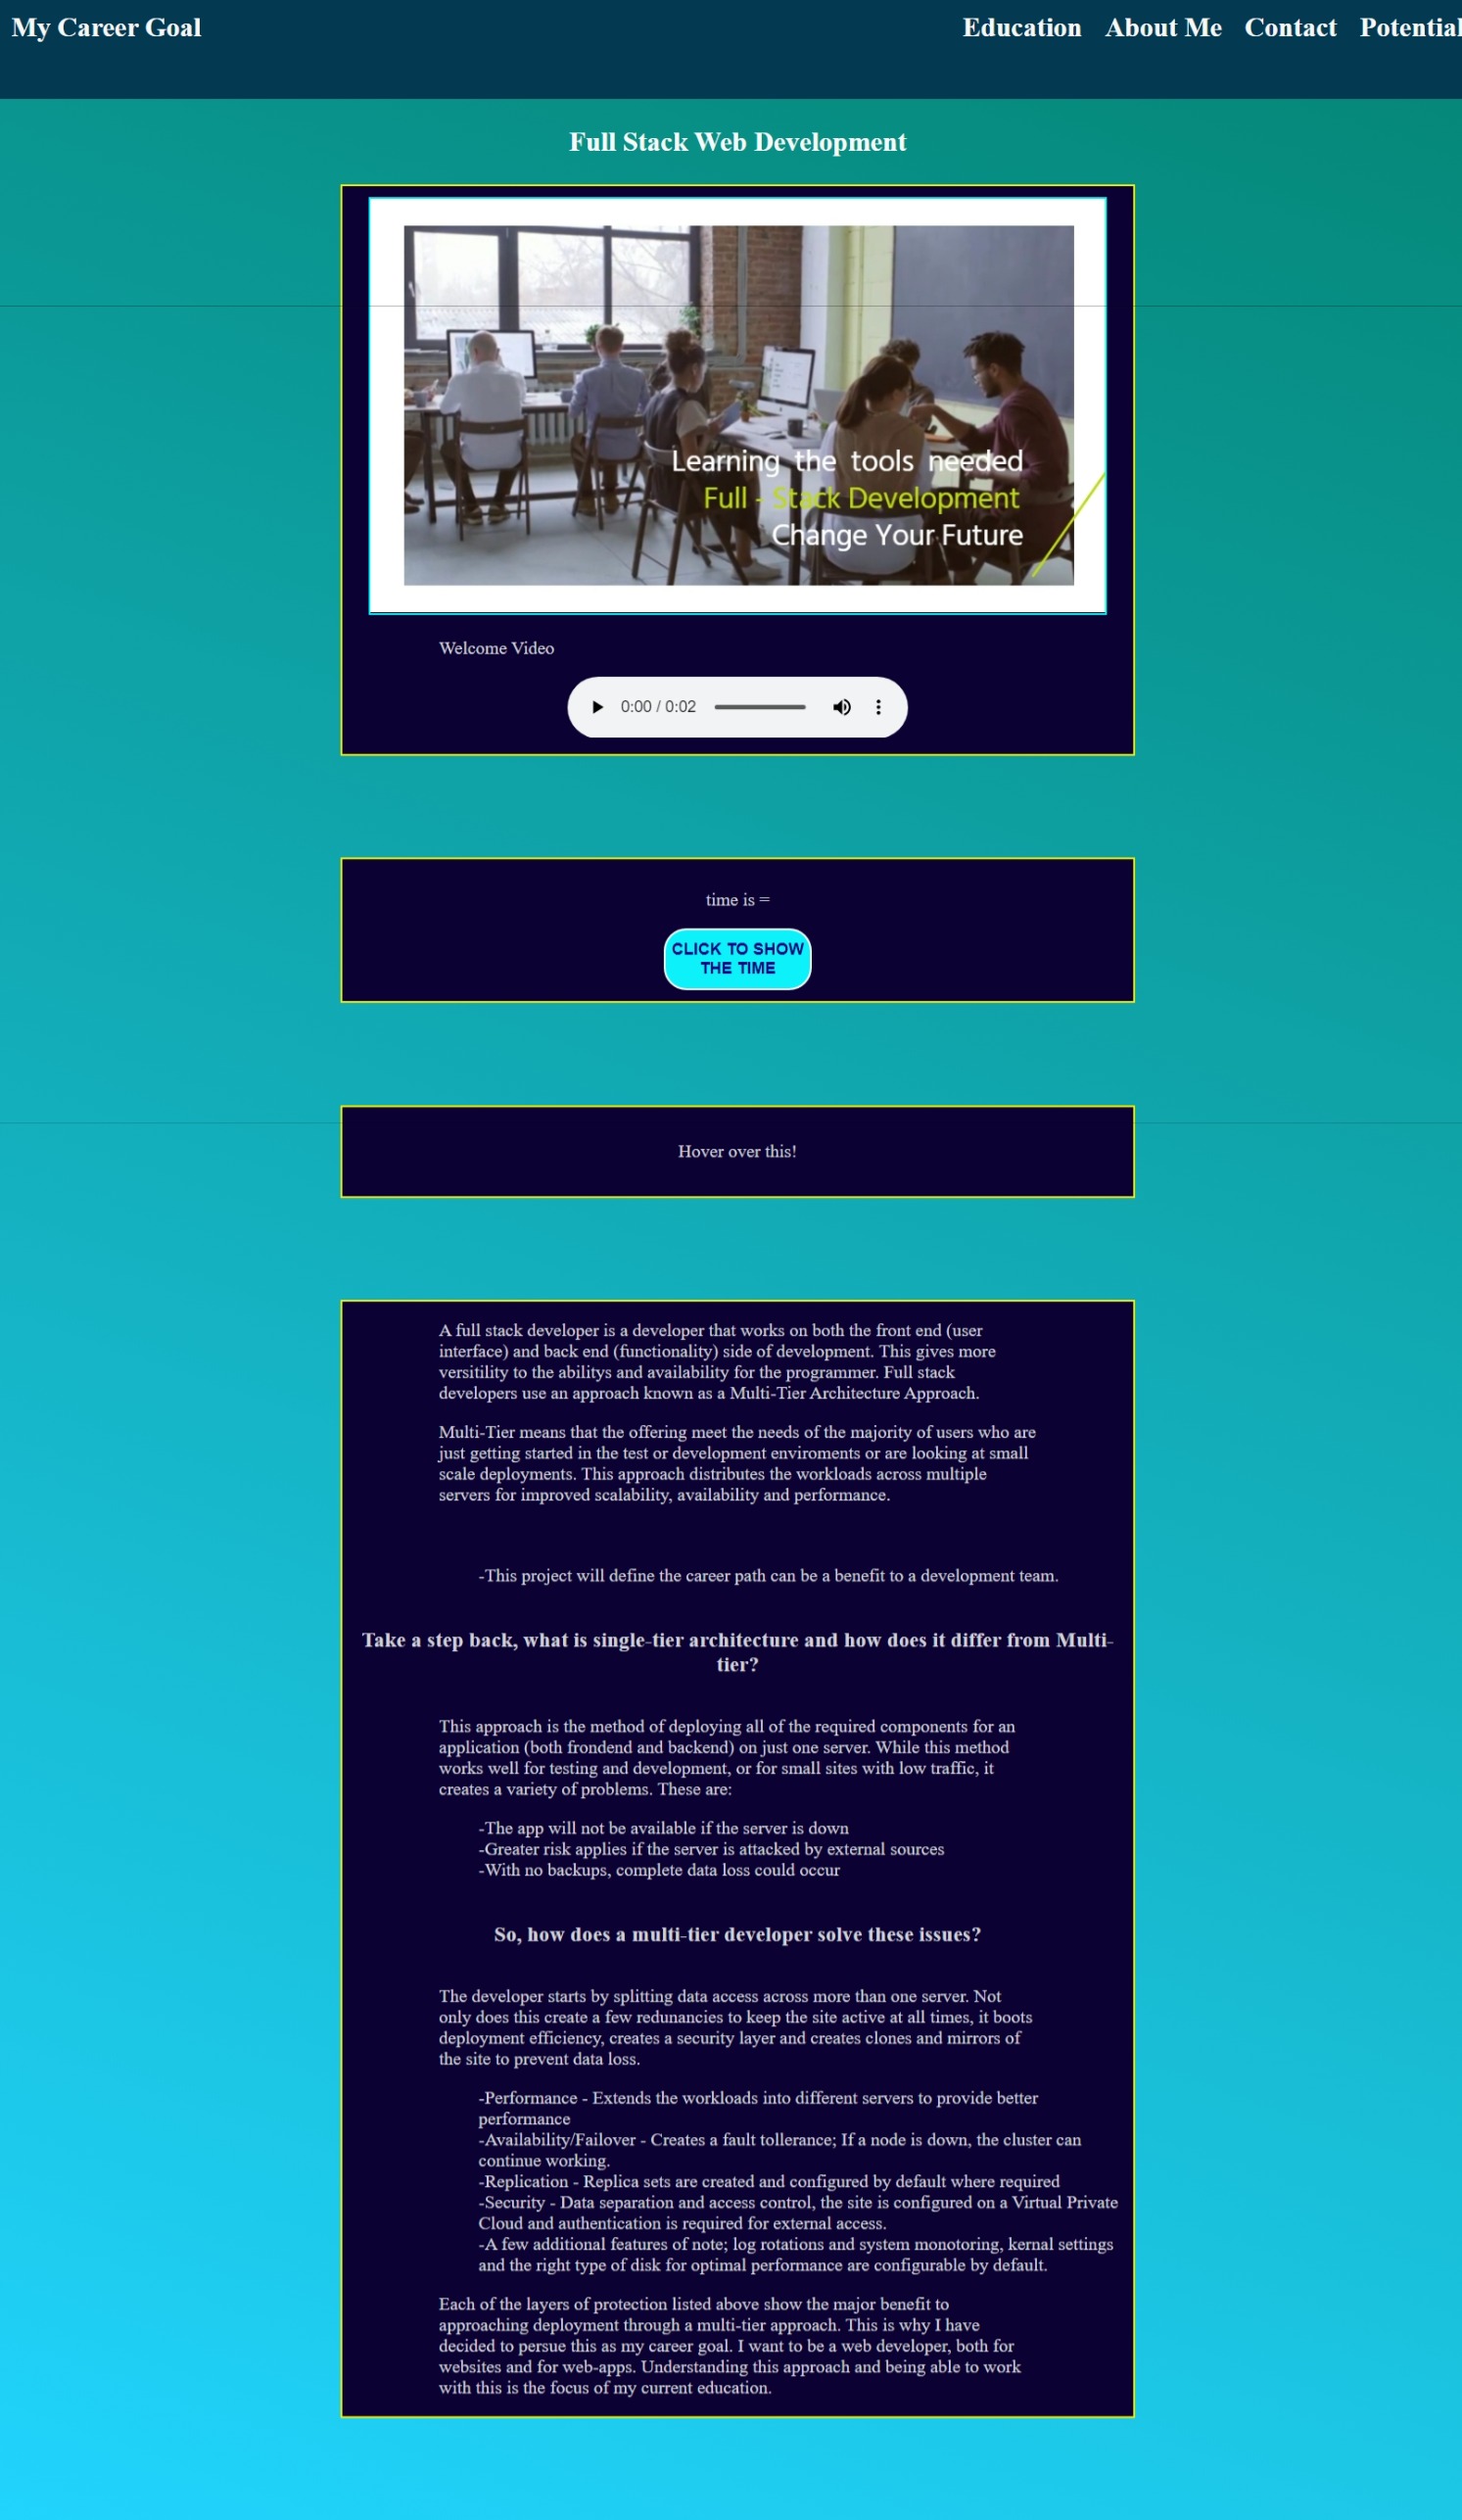 My Career Goal
Education About Me Contact Potential
Full Stack Web Development
Learning the tools needed
Full - Stack Development
Change Your Future
Welcome Video
0:00 / 0:02
time is =
CLICK TO SHOW
THE TIME
Hover over this!
A full stack developer is a developer that works on both the front end (user
interface) and back end (functionality) side of development. This gives more
versitility to the abilitys and availability for the programmer. Full stack
developers use an approach known as a Multi-Tier Architecture Approach.
Multi-Tier means that the offering meet the needs of the majority of users who are
just getting started in the test or development enviroments or are looking at small
scale deployments. This approach distributes the workloads across multiple
servers for improved scalability, availability and performance.
-This project will define the career path can be a benefit to a development team.
Take a step back, what is single-tier architecture and how does it differ from Multi-
tier?
This approach is the method of deploying all of the required components for an
application (both frondend and backend) on just one server. While this method
works well for testing and development, or for small sites with low traffic, it
creates a variety of problems. These are:
-The app will not be available if the server is down
-Greater risk applies if the server is attacked by external sources
-With no backups, complete data loss could occur
So, how does a multi-tier developer solve these issues?
The developer starts by splitting data access across more than one server. Not
only does this create a few redunancies to keep the site active at all times, it boots
deployment efficiency, creates a security layer and creates clones and mirrors of
the site to prevent data loss.
-Performance - Extends the workloads into different servers to provide better
performance
-Availability/Failover - Creates a fault tollerance; If a node is down, the cluster can
continue working.
-Replication - Replica sets are created and configured by default where required
-Security - Data separation and access control, the site is configured on a Virtual Private
Cloud and authentication is required for external access.
-A few additional features of note; log rotations and system monotoring, kernal settings
and the right type of disk for optimal performance are configurable by default.
Each of the layers of protection listed above show the major benefit to
approaching deployment through a multi-tier approach. This is why I have
decided to persue this as my career goal. I want to be a web developer, both for
websites and for web-apps. Understanding this approach and being able to work
with this is the focus of my current education.